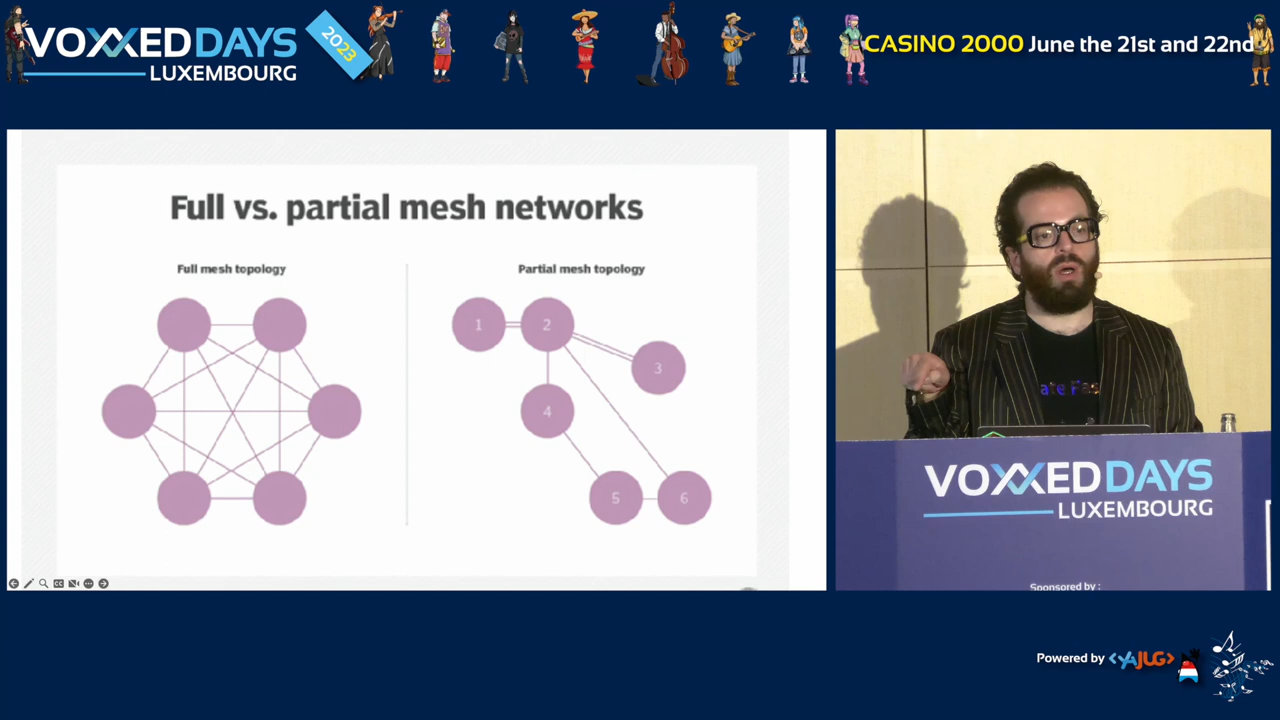 VOXXED DAYS
LUXEMBOURG
2023
CASINO 2000 June the 21st and 22nd
Full vs. partial mesh networks
Full mesh topology
Partial mesh topology
1
2
3
4
5
6
VOXXED DAYS
LUXEMBOURG
Sponsored by :
Powered by <YAJUG>